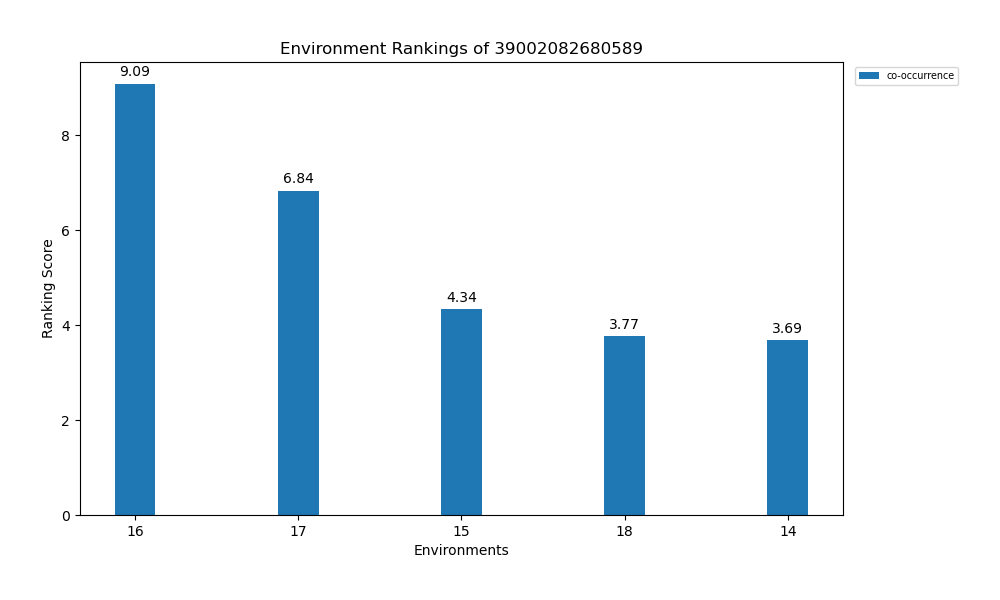 Environment Rankings of 39002082680589
co-occurrence
9.09
6.84
4.34
3.77
3.69
8
6
4
2
0
Ranking Score
16 17 15 18 14
Environments